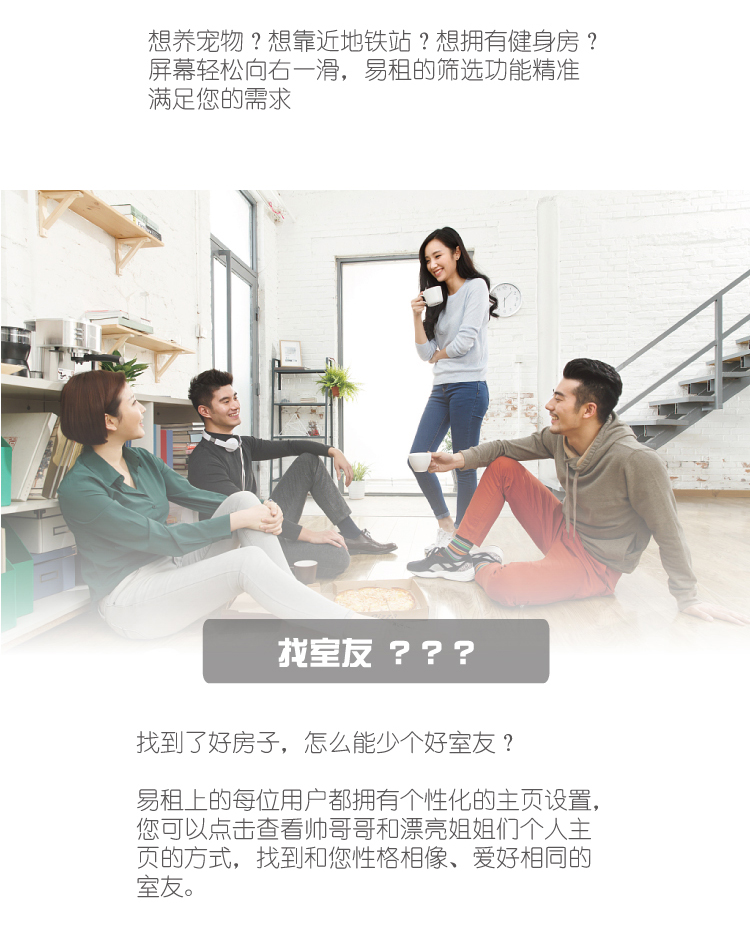 想养宠物？想靠近地铁站？想拥有健身房？
屏幕轻松向右一滑，易租的筛选功能精准
满足您的需求
找室友 ？？？
找到了好房子，怎么能少个好室友？
易租上的每位用户都拥有个性化的主页设置，
您可以点击查看帅哥哥和漂亮姐姐们个人主
页的方式，找到和您性格相像、爱好相同的
室友。